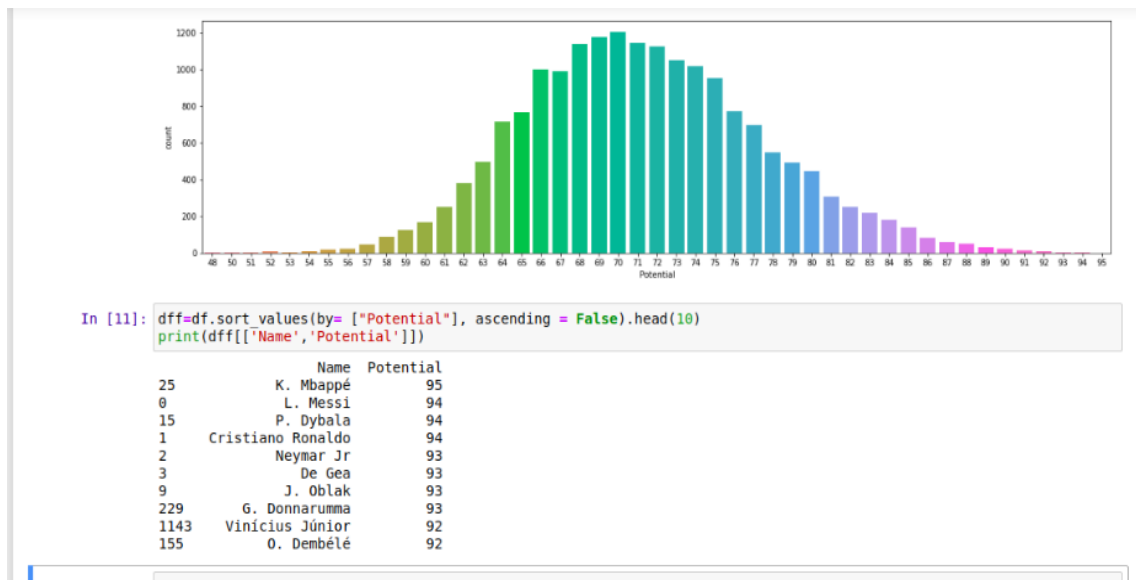 1200
1000
800
600
400
200
0
count
48 50 51 52 53 54 55 56 57 58 59 60 61 62 63 64 65 66 67 68 69 70 71 72 73 74 75 76 77 78 79 80 81 82 83 84 85 86 87 88 89 90 91 92 93 94 95
Potential
In [11]: dff=df.sort_values(by= ["Potential"], ascending = False).head(10)
print(dff[['Name','Potential']])
Name Potential
25 K. Mbappé 95
0 L. Messi 94
15 P. Dybala 94
1 Cristiano Ronaldo 94
2 Neymar Jr 93
3 De Gea 93
9 J. Oblak 93
229 G. Donnarumma 93
1143 Vinícius Júnior 92
155 O. Dembélé 92